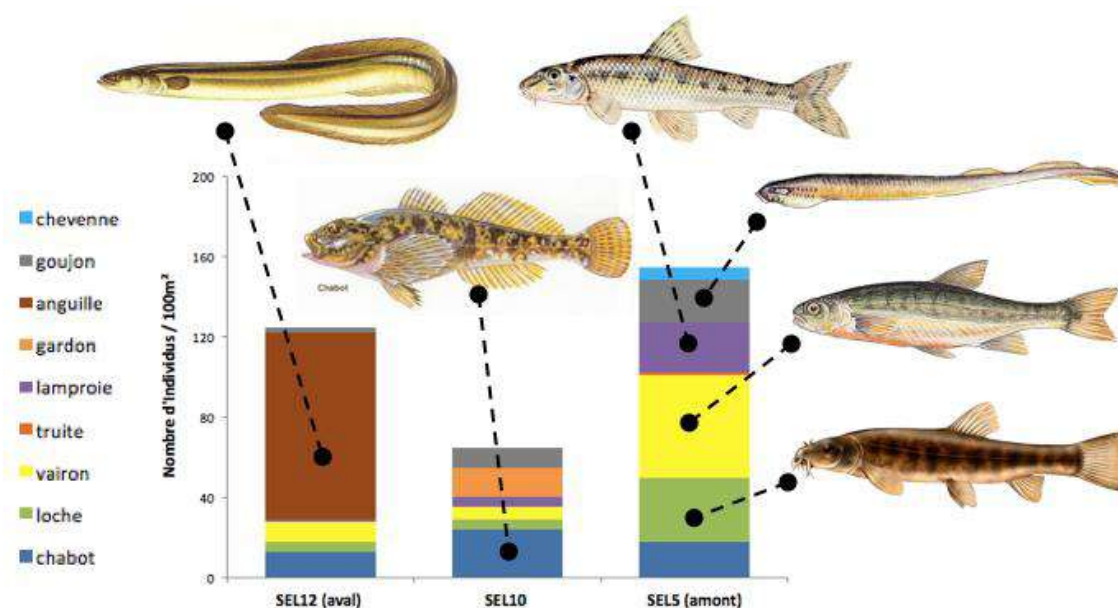 200
160
120
80
40
0
Nombre d'Individus / 100m²
chevenne
goujon
anguille
gardon
lamproie
truite
vairon
loche
chabot
Chabot
SEL12 (aval)
SEL10
SEL5 (amont)